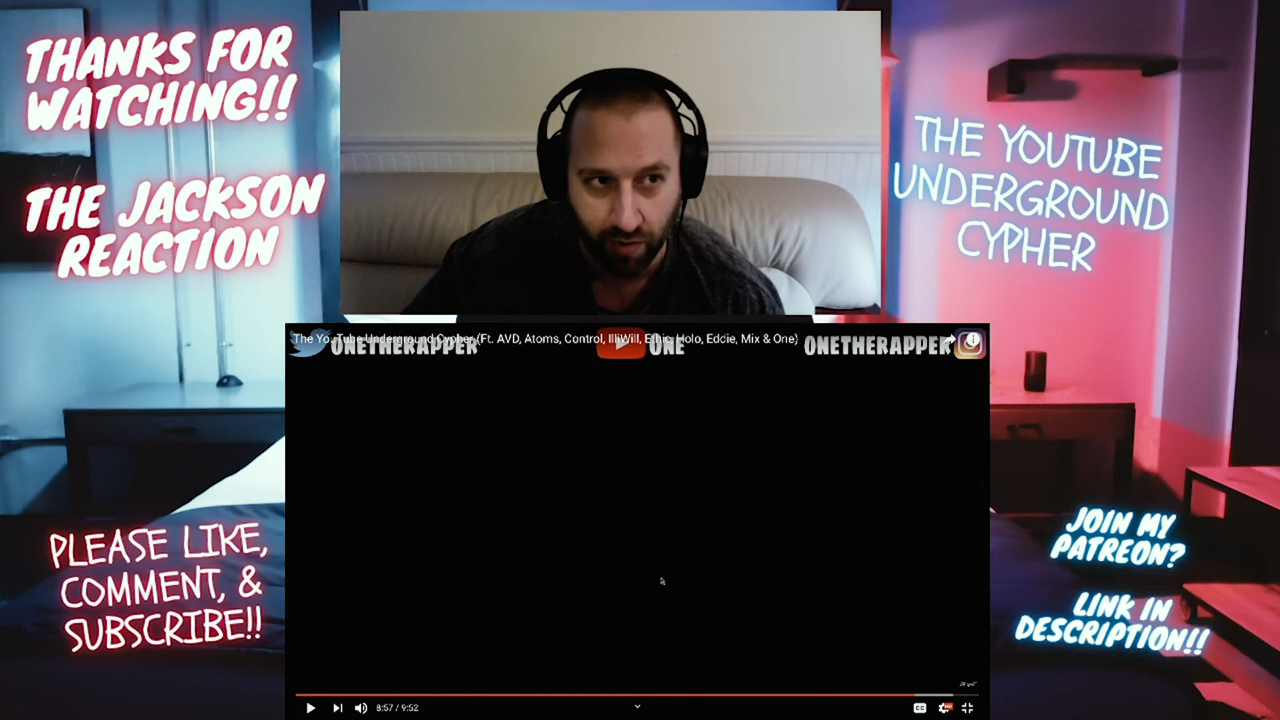 THANKS FOR
WATCHING!!
THE JACKSON
REACTION
THE YOUTUBE
UNDERGROUND
CYPHER
The YouTube Underground Cypher (Ft. AVD, Atoms, Control, IlliWill, Ethic, Holo, Eddie, Mix & One)
ONETHERAPPER
ONE
ONETHERAPPER
PLEASE LIKE,
COMMENT, &
SUBSCRIBE!!
JOIN MY
PATREON?
LINK IN
DESCRIPTION!!
8:57 / 9:52
CC
HD